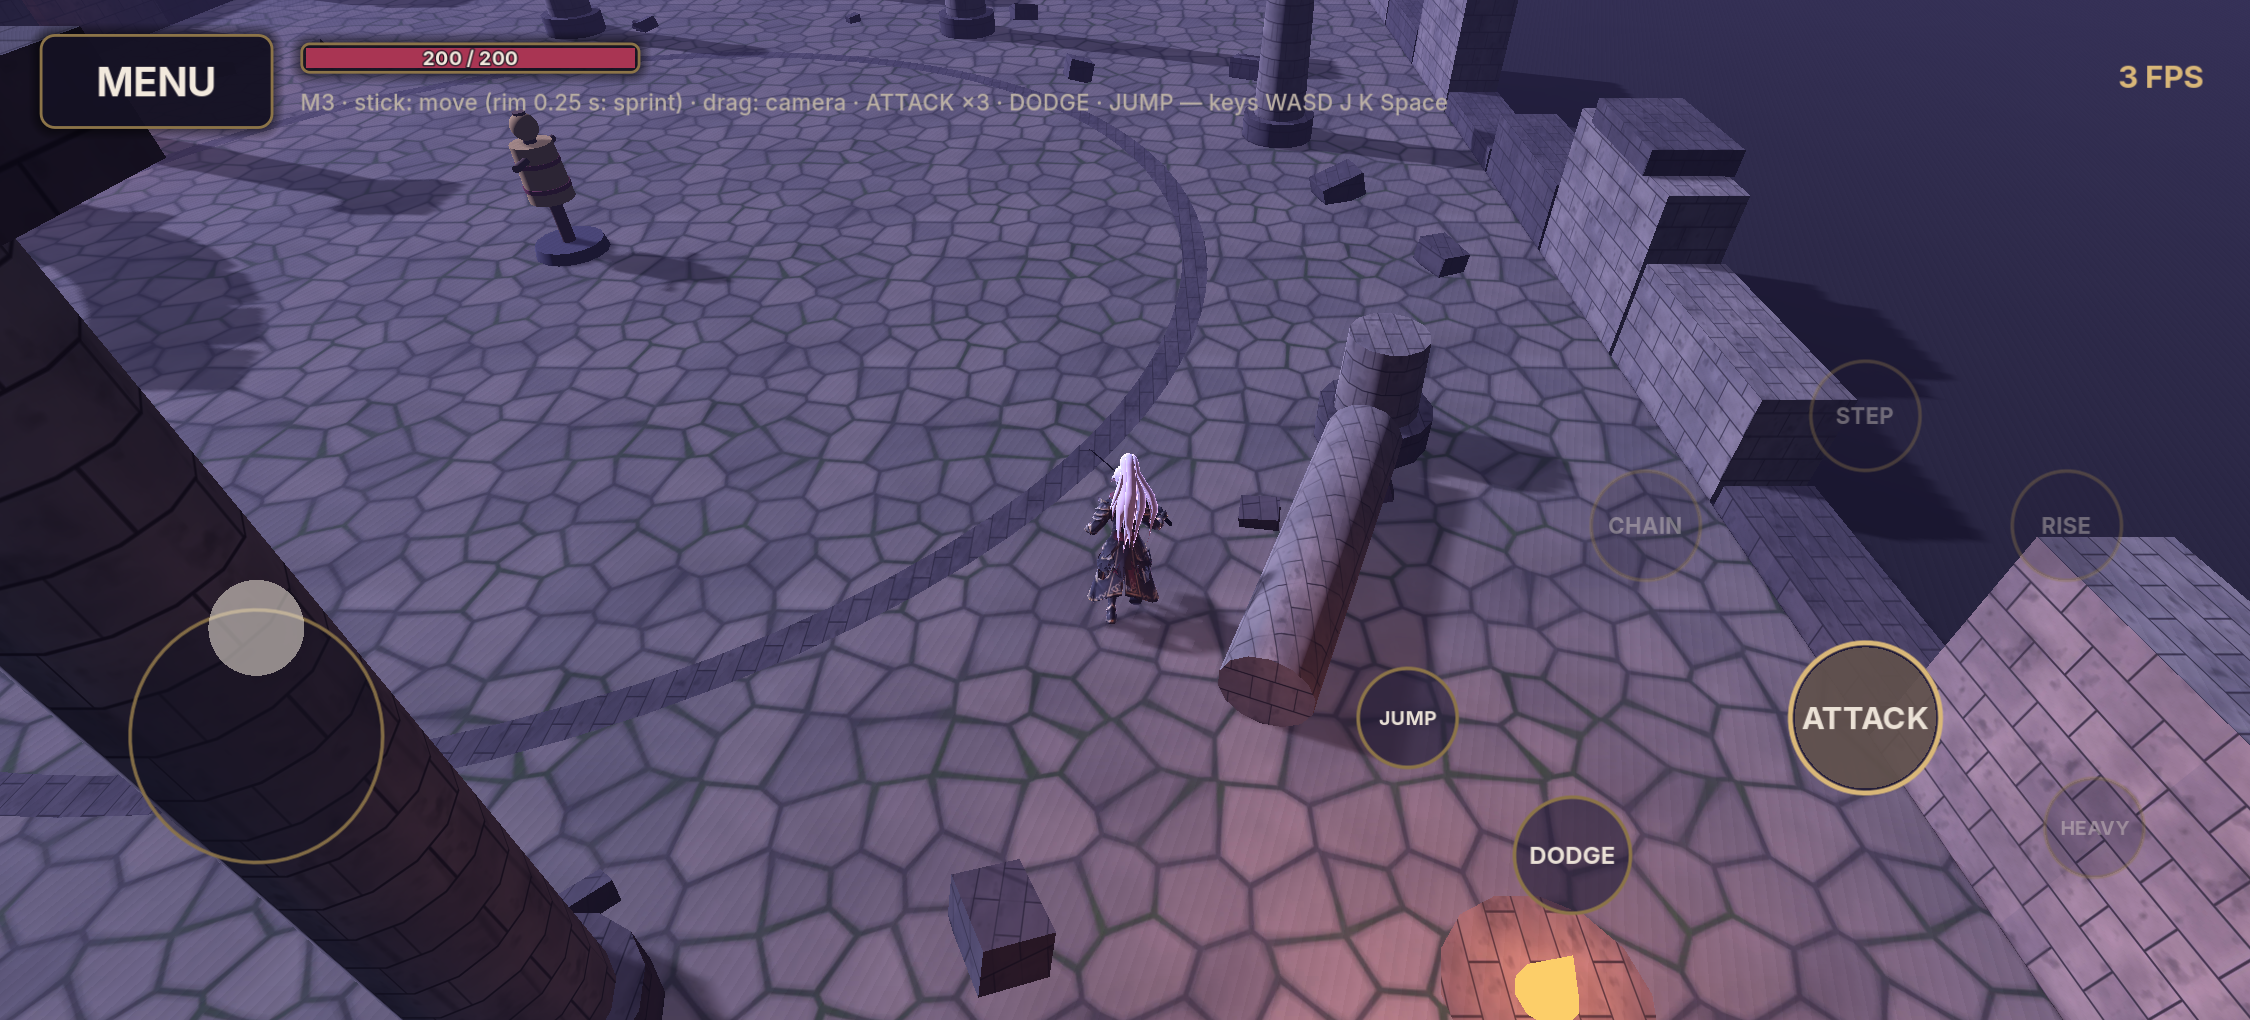 MENU
200 / 200
3 FPS
M3 · stick: move (rim 0.25 s: sprint) · drag: camera · ATTACK ×3 · DODGE · JUMP — keys WASD J K Space
STEP
CHAIN
RISE
JUMP
ATTACK
HEAVY
DODGE